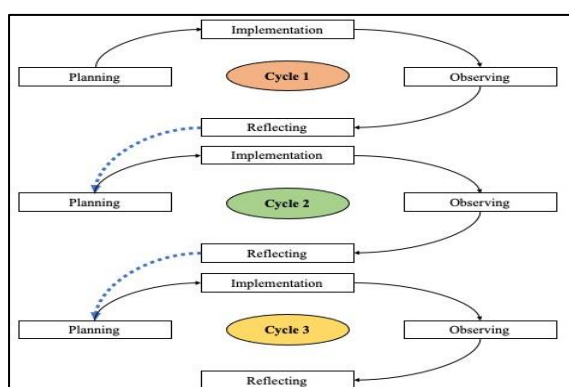 Implementation
Planning
Cycle 1
Observing
Reflecting
Implementation
Planning
Cycle 2
Observing
Reflecting
Implementation
Planning
Cycle 3
Observing
Reflecting